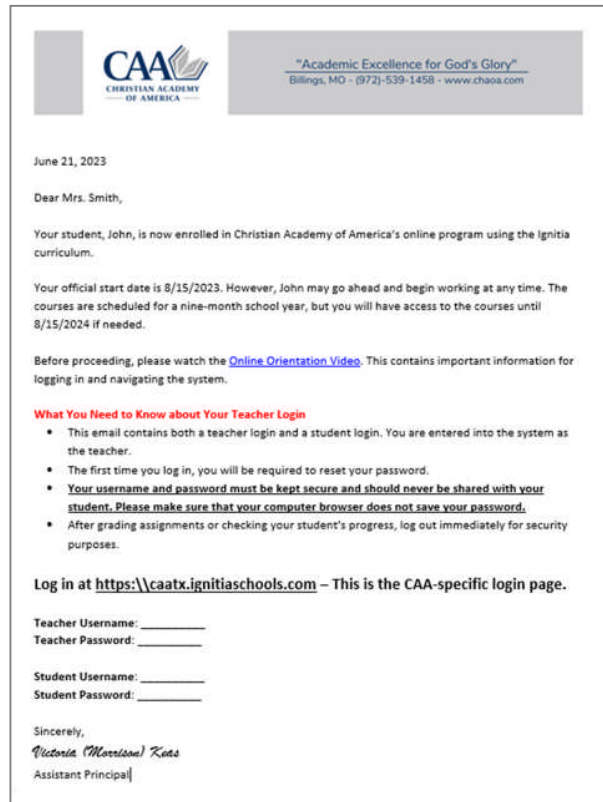 CAA
CHRISTIAN ACADEMY
OF AMERICA
"Academic Excellence for God's Glory"
Billings, MO - (972)-539-1458 - www.chaoa.com
June 21, 2023
Dear Mrs. Smith,
Your student, John, is now enrolled in Christian Academy of America's online program using the Ignitia
curriculum.
Your official start date is 8/15/2023. However, John may go ahead and begin working at any time. The
courses are scheduled for a nine-month school year, but you will have access to the courses until
8/15/2024 if needed.
Before proceeding, please watch the Online Orientation Video. This contains important information for
logging in and navigating the system.
What You Need to Know about Your Teacher Login
• This email contains both a teacher login and a student login. You are entered into the system as
the teacher.
• The first time you log in, you will be required to reset your password.
• Your username and password must be kept secure and should never be shared with your
student. Please make sure that your computer browser does not save your password.
• After grading assignments or checking your student's progress, log out immediately for security
purposes.
Log in at https:\\caatx.ignitiaschools.com – This is the CAA-specific login page.
Teacher Username: __________
Teacher Password: __________
Student Username: __________
Student Password: __________
Sincerely,
Victoria (Morrison) Keas
Assistant Principal